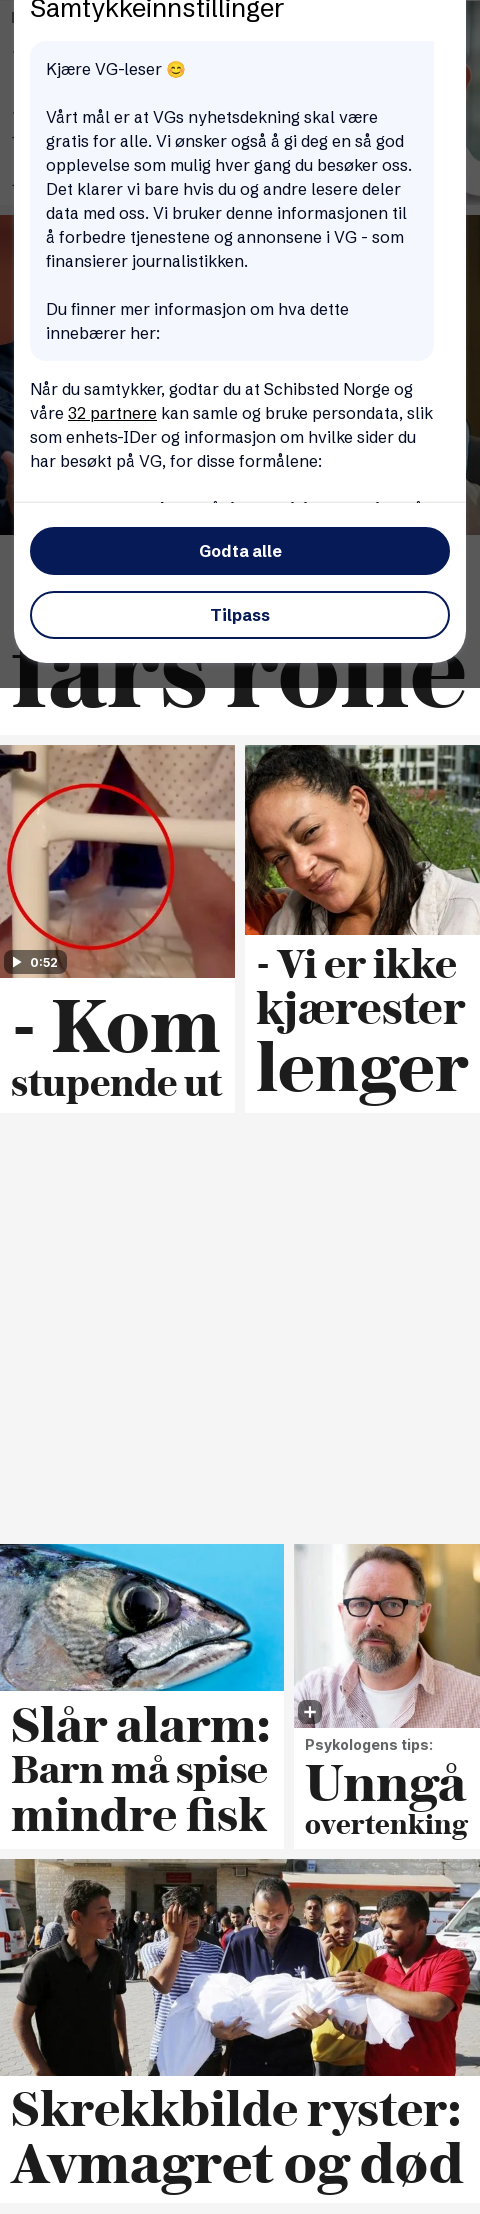 Samtykkeinnstillinger
Kjære VG-leser 😊
Vårt mål er at VGs nyhetsdekning skal være
gratis for alle. Vi ønsker også å gi deg en så god
opplevelse som mulig hver gang du besøker oss.
Det klarer vi bare hvis du og andre lesere deler
data med oss. Vi bruker denne informasjonen til
å forbedre tjenestene og annonsene i VG - som
finansierer journalistikken.
Du finner mer informasjon om hva dette
innebærer her:
Når du samtykker, godtar du at Schibsted Norge og
våre 32 partnere kan samle og bruke persondata, slik
som enhets-IDer og informasjon om hvilke sider du
har besøkt på VG, for disse formålene:
Godta alle
Tilpass
fars rolle
0:52
- Kom
stupende ut
- Vi er ikke
kjærester
lenger
Slår alarm:
Barn må spise
mindre fisk
Psykologens tips:
Unngå
overtenking
Skrekkbilde ryster:
Avmagret og død